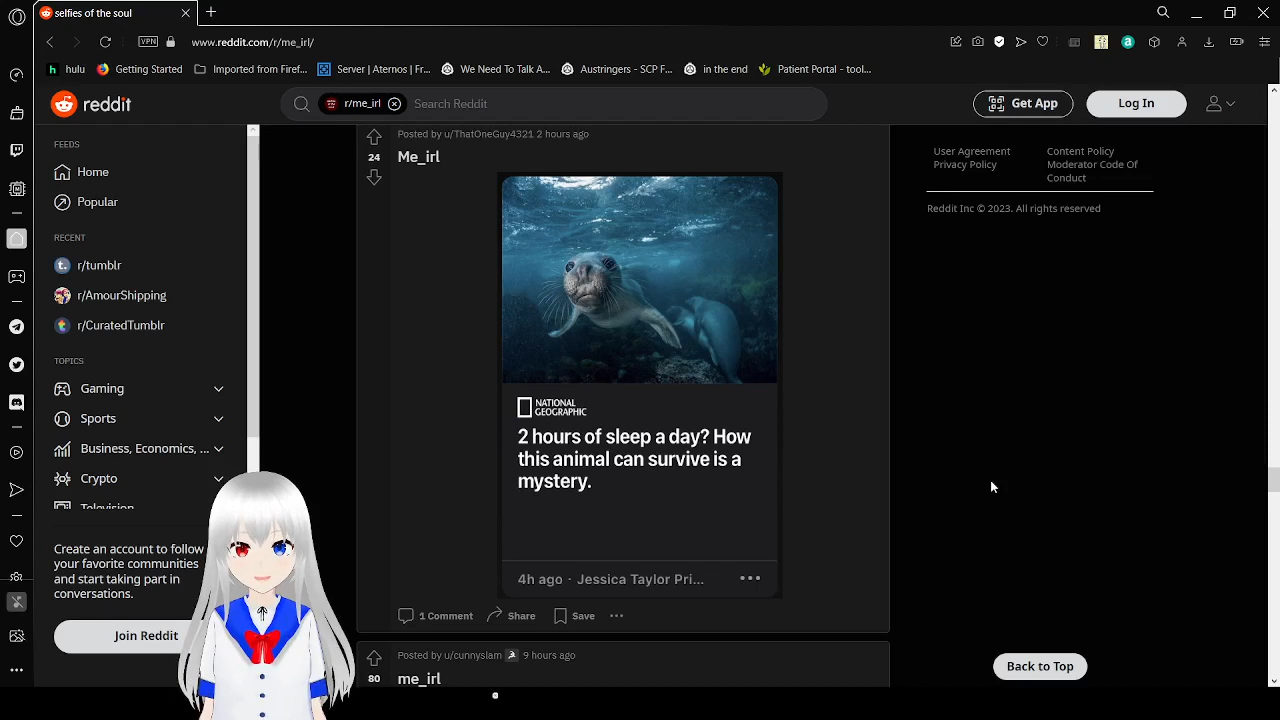 selfies of the soul
VPN
www.reddit.com/r/me_irl/
hulu
Getting Started
Imported from Firef...
Server | Aternos | Fr...
We Need To Talk A...
Austringers - SCP F...
in the end
Patient Portal - tool...
reddit
r/me_irl
Search Reddit
Get App
Log In
FEEDS
Home
Popular
RECENT
r/tumblr
r/AmourShipping
r/CuratedTumblr
TOPICS
Gaming
Sports
Business, Economics, ...
Crypto
Television
Create an account to follow
your favorite communities
and start taking part in
conversations.
Join Reddit
Posted by u/ThatOneGuy4321 2 hours ago
24
Me_irl
NATIONAL
GEOGRAPHIC
2 hours of sleep a day? How
this animal can survive is a
mystery.
4h ago · Jessica Taylor Pri...
1 Comment
Share
Save
Posted by u/cunnyslam 9 hours ago
80
me_irl
User Agreement
Privacy Policy
Content Policy
Moderator Code Of
Conduct
Reddit Inc © 2023. All rights reserved
Back to Top